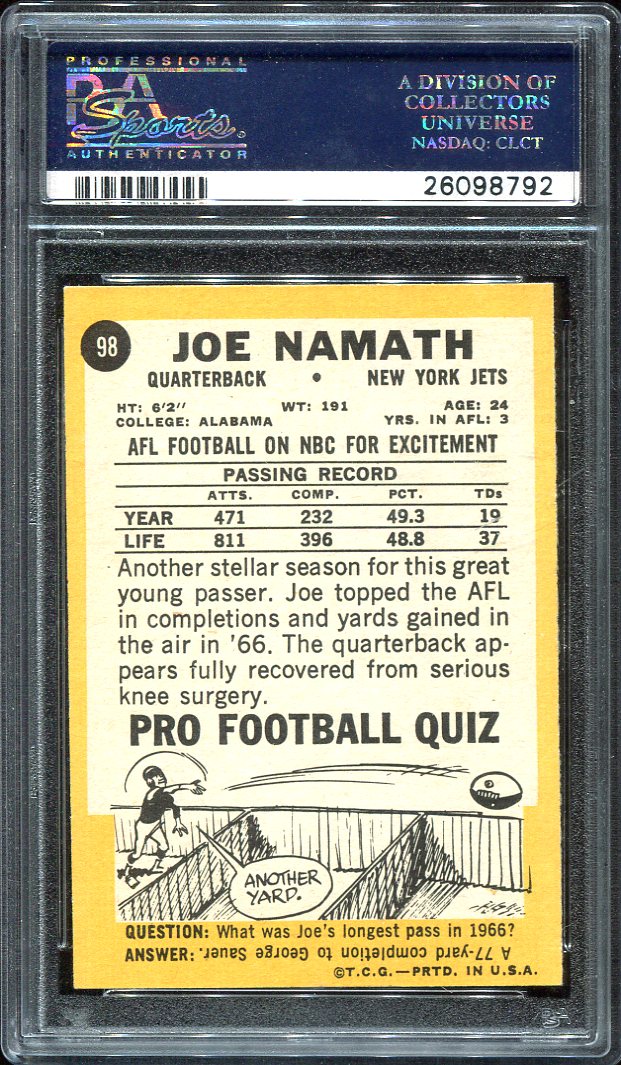 PROFESSIONAL
PSA
Sports
AUTHENTICATOR
A DIVISION OF
COLLECTORS
UNIVERSE
NASDAQ: CLCT
26098792
98
JOE NAMATH
QUARTERBACK • NEW YORK JETS
HT: 6'2" WT: 191 AGE: 24
COLLEGE: ALABAMA YRS. IN AFL: 3
AFL FOOTBALL ON NBC FOR EXCITEMENT
PASSING RECORD
ATTS. COMP. PCT. TDs
YEAR 471 232 49.3 19
LIFE 811 396 48.8 37
Another stellar season for this great
young passer. Joe topped the AFL
in completions and yards gained in
the air in '66. The quarterback ap-
pears fully recovered from serious
knee surgery.
PRO FOOTBALL QUIZ
ANOTHER
YARD.
QUESTION: What was Joe's longest pass in 1966?
ANSWER: A 77-yard completion to George Sauer.
©T.C.G.—PRTD. IN U.S.A.